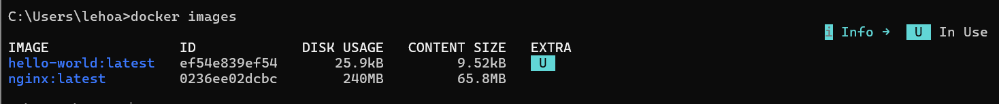 C:\Users\lehoa>docker images
i Info → U In Use
IMAGE ID DISK USAGE CONTENT SIZE EXTRA
hello-world:latest ef54e839ef54 25.9kB 9.52kB U
nginx:latest 0236ee02dcbc 240MB 65.8MB